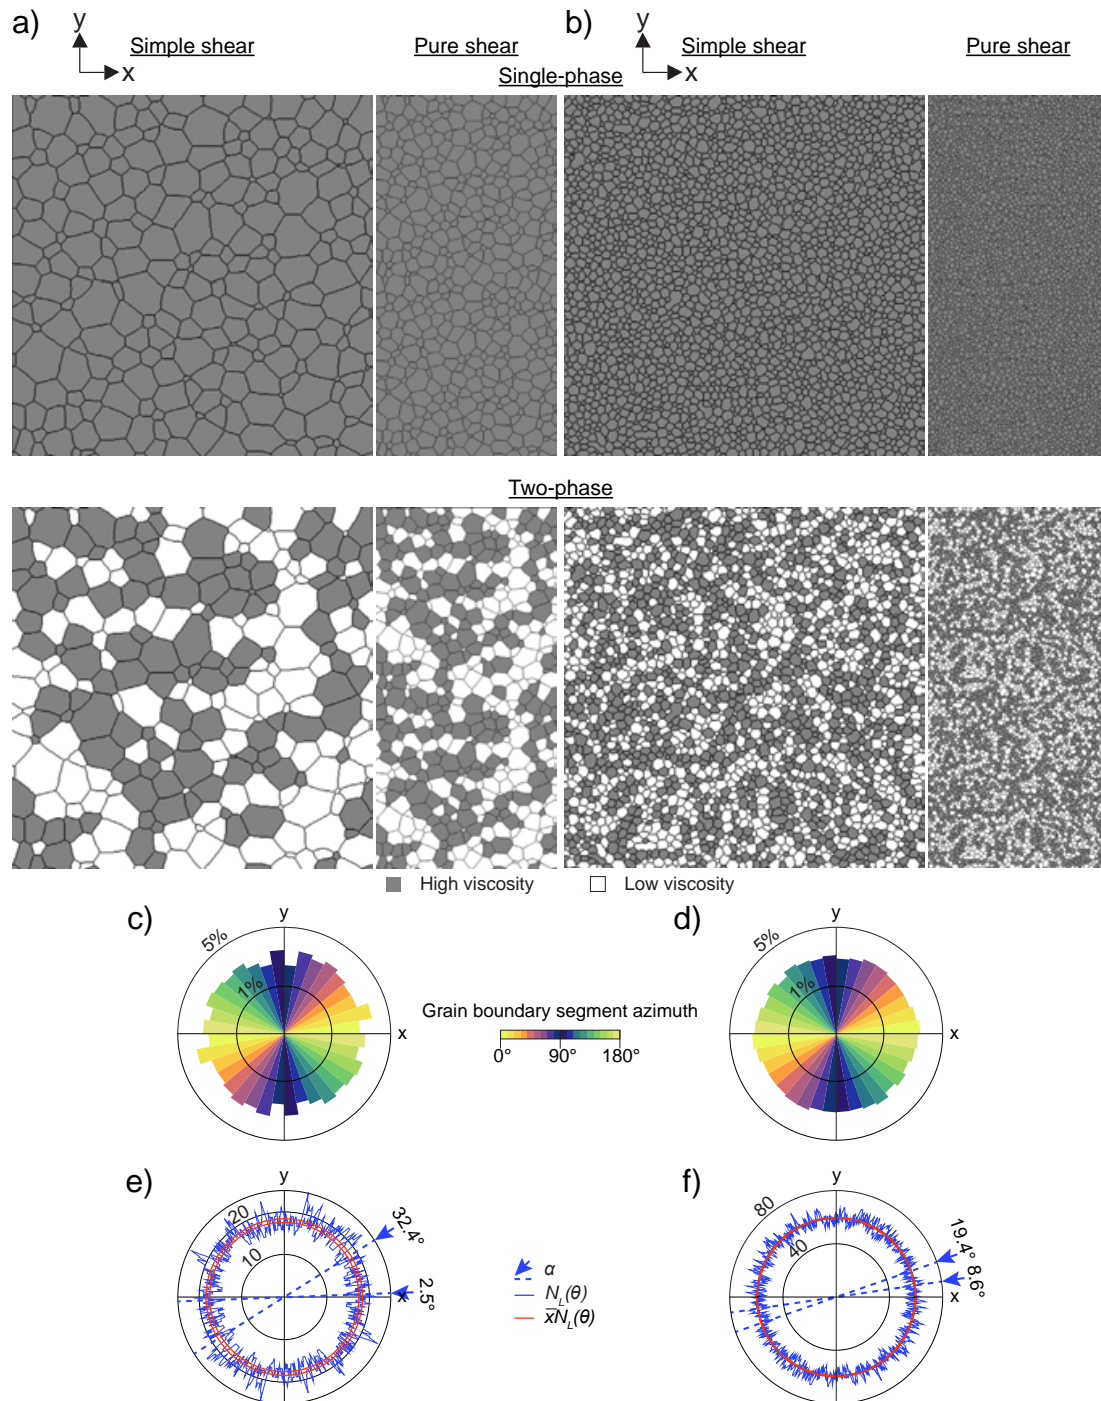 a)
y
x
Simple shear
Pure shear
b)
y
x
Simple shear
Pure shear
Single-phase
Two-phase
High viscosity
Low viscosity
c)
y
5%
1%
x
Grain boundary segment azimuth
0° 90° 180°
d)
y
5%
1%
x
e)
y
20
10
32.4°
x
2.5°
α
N_L(θ)
x̄N_L(θ)
f)
y
80
40
19.4°
8.6°
x